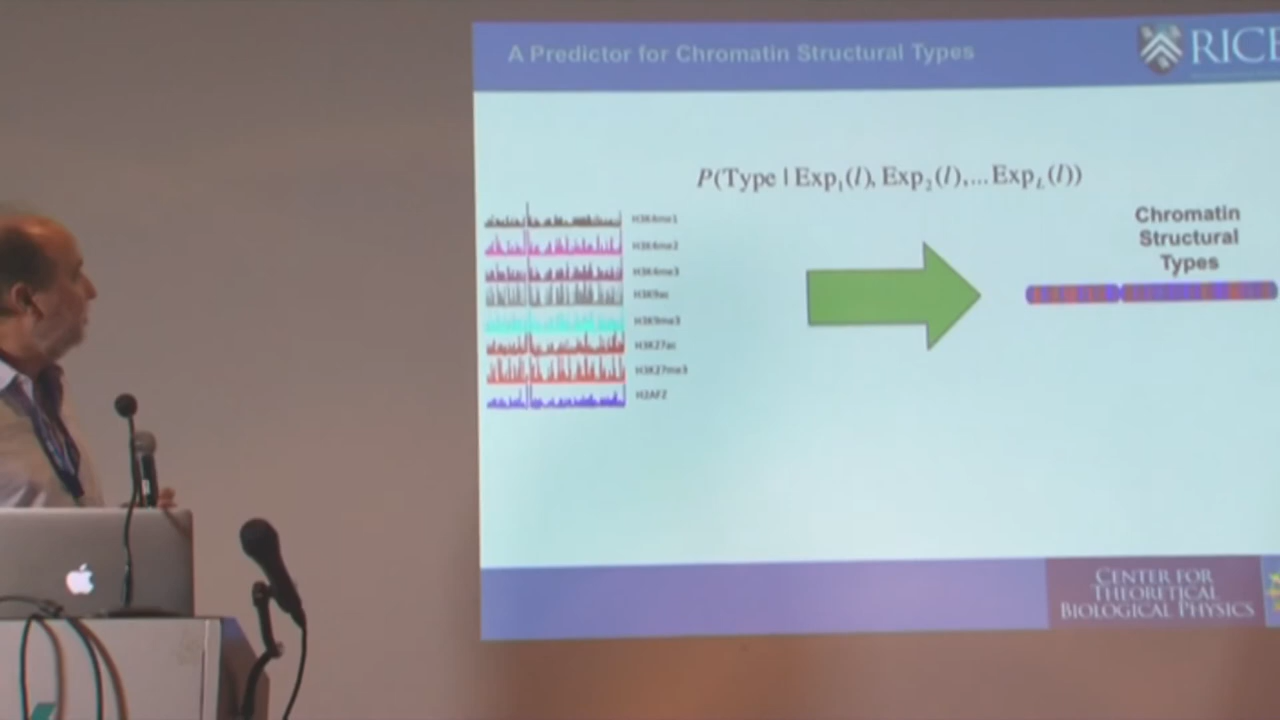 A Predictor for Chromatin Structural Types
RICE
P(Type | Exp₁(l), Exp₂(l),... Exp_L(l))
Chromatin
Structural
Types
H3K4me1
H3K4me2
H3K4me3
H3K9ac
H3K9me3
H3K27ac
H3K27me3
H2AFZ
CENTER FOR
THEORETICAL
BIOLOGICAL PHYSICS